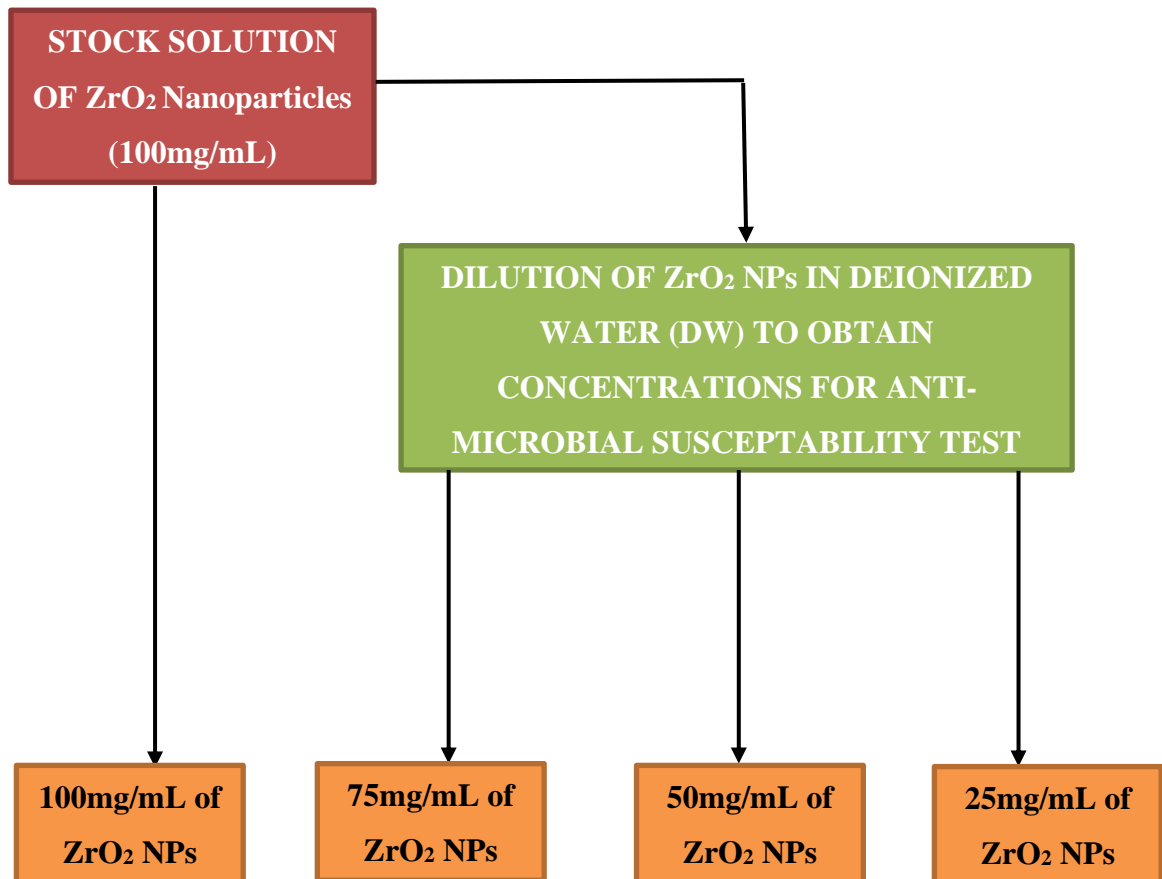 STOCK SOLUTION
OF ZrO₂ Nanoparticles
(100mg/mL)
DILUTION OF ZrO₂ NPs IN DEIONIZED
WATER (DW) TO OBTAIN
CONCENTRATIONS FOR ANTI-
MICROBIAL SUSCEPTABILITY TEST
100mg/mL of
ZrO₂ NPs
75mg/mL of
ZrO₂ NPs
50mg/mL of
ZrO₂ NPs
25mg/mL of
ZrO₂ NPs